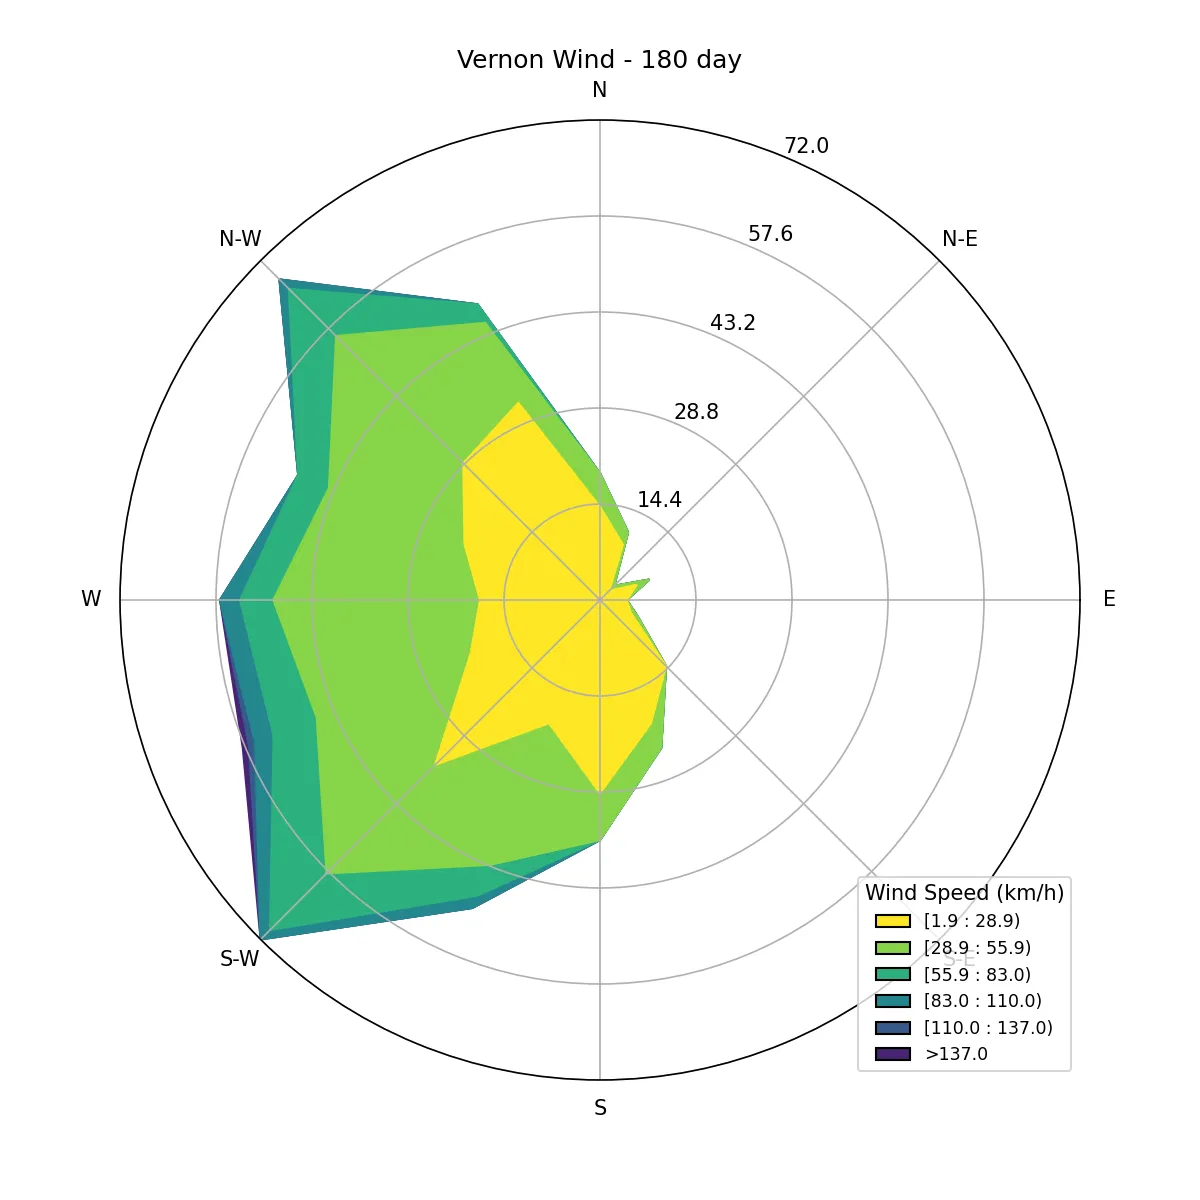 Vernon Wind - 180 day
N
72.0
57.6
N-W
N-E
43.2
28.8
14.4
W
E
Wind Speed (km/h)
[1.9 : 28.9)
[28.9 : 55.9)
S-W
S-E
[55.9 : 83.0)
[83.0 : 110.0)
[110.0 : 137.0)
>137.0
S